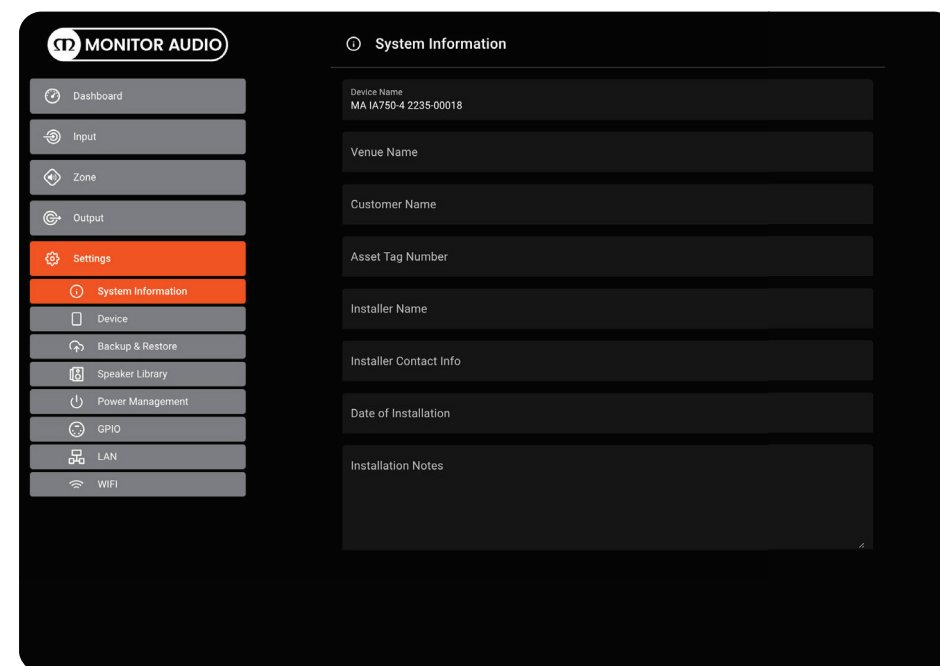 MONITOR AUDIO
Dashboard
Input
Zone
Output
Settings
System Information
Device
Backup & Restore
Speaker Library
Power Management
GPIO
LAN
WIFI
System Information
Device Name
MA IA750-4 2235-00018
Venue Name
Customer Name
Asset Tag Number
Installer Name
Installer Contact Info
Date of Installation
Installation Notes